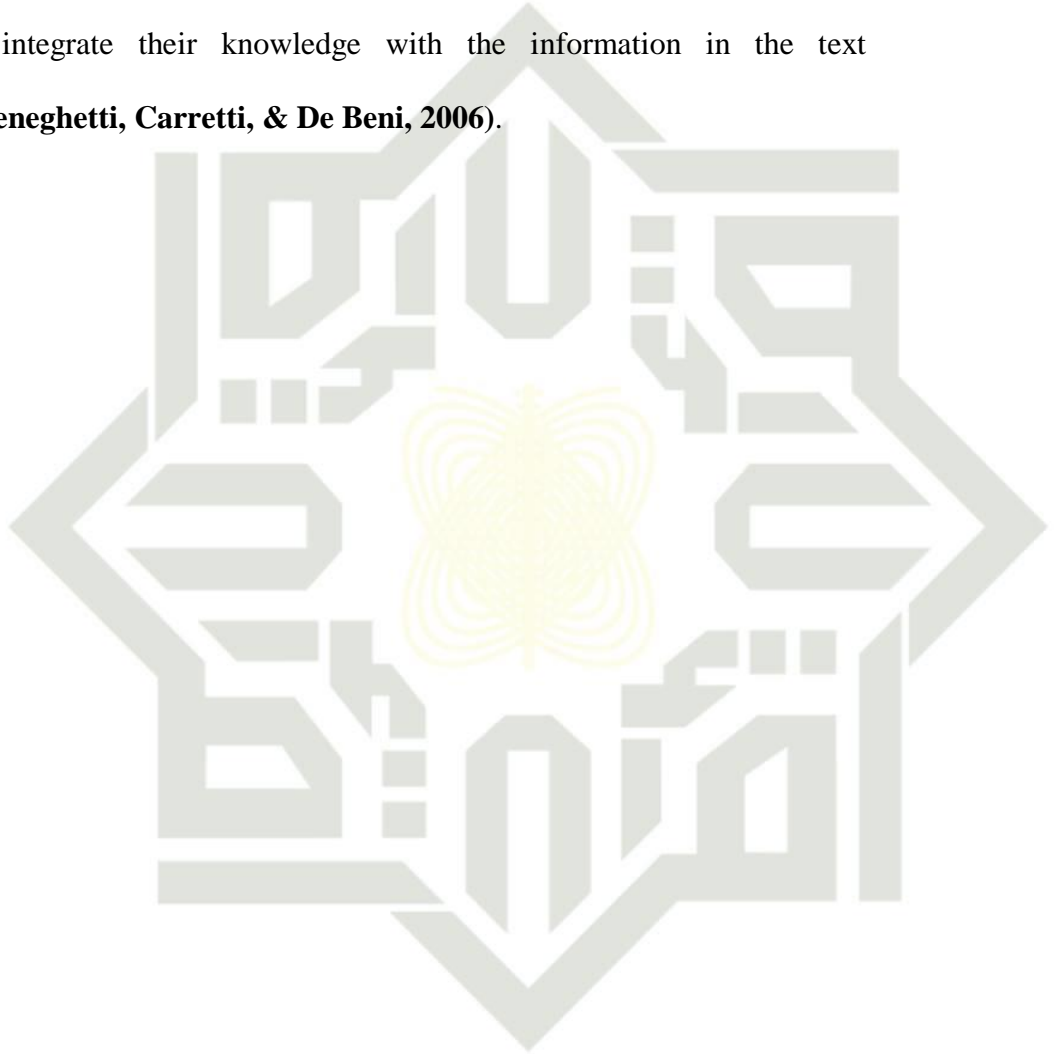 integrate their knowledge with the information in the text
eneghetti, Carretti, & De Beni, 2006).